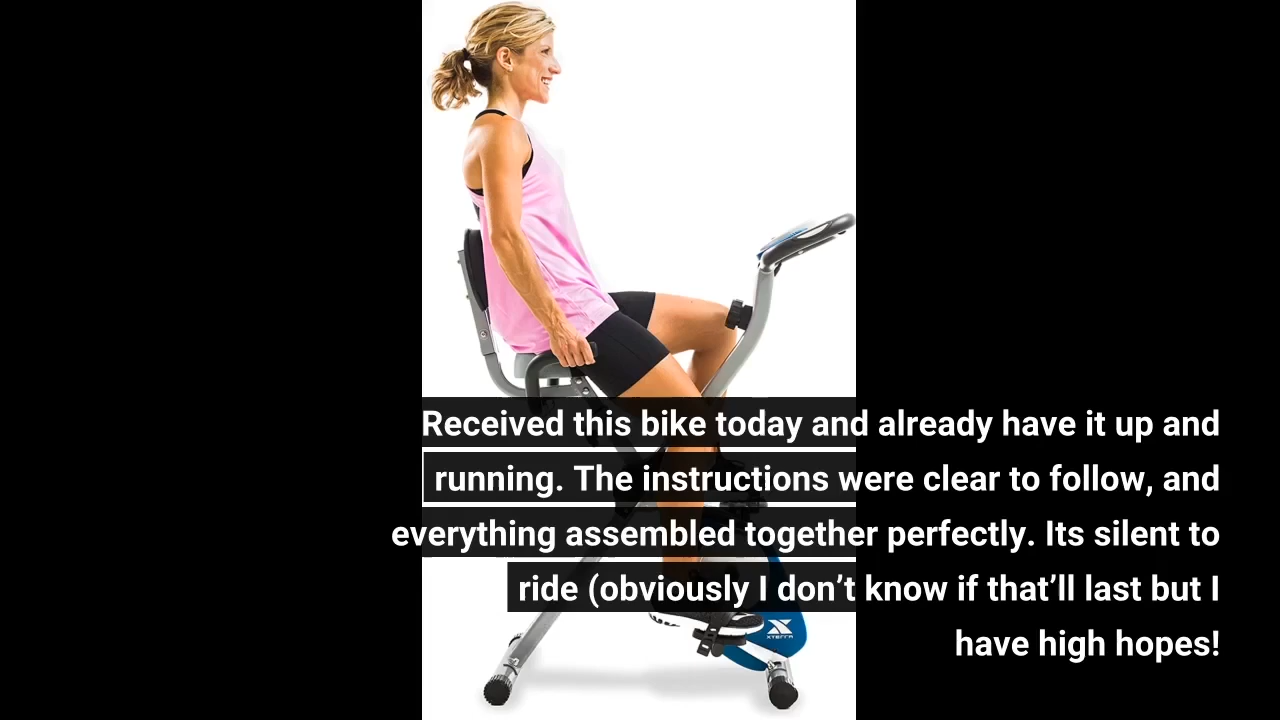 Received this bike today and already have it up and
running. The instructions were clear to follow, and
everything assembled together perfectly. Its silent to
ride (obviously I don’t know if that’ll last but I
have high hopes!
XTERRA